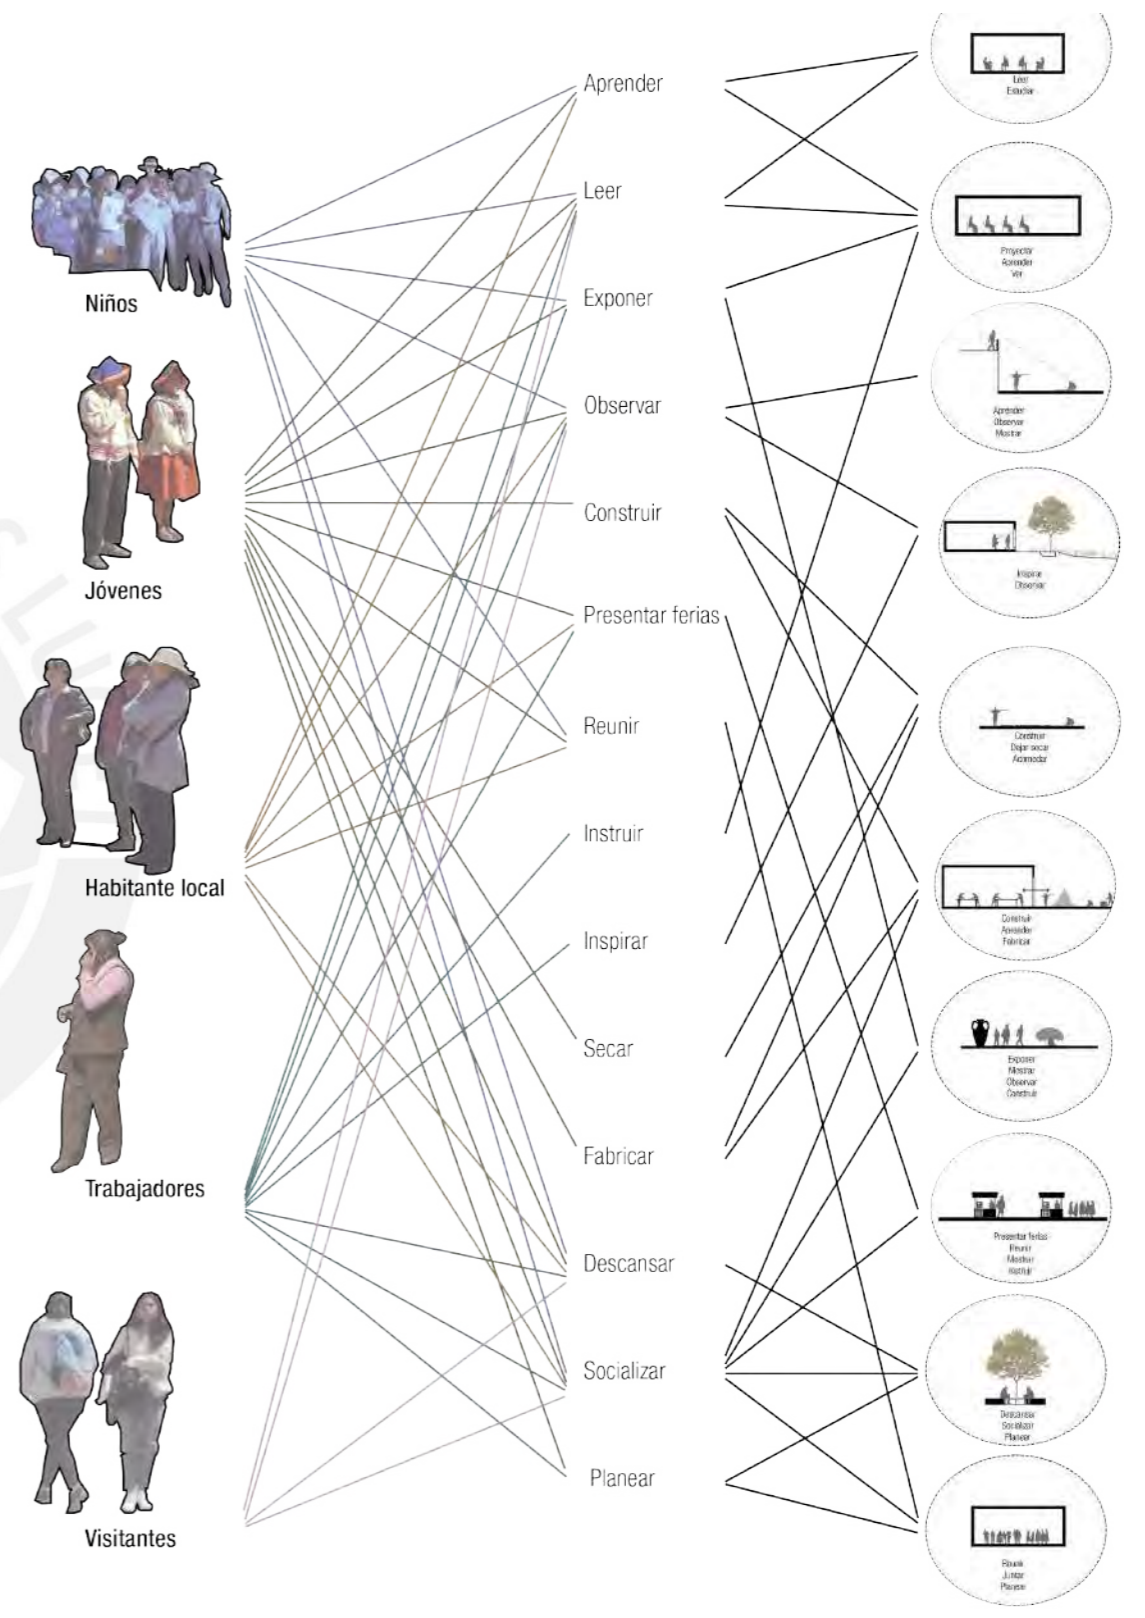 Niños
Jóvenes
Habitante local
Trabajadores
Visitantes
Aprender
Leer
Exponer
Observar
Construir
Presentar ferias
Reunir
Instruir
Inspirar
Secar
Fabricar
Descansar
Socializar
Planear
Leer
Estudiar
Proyectar
Aprender
Ver
Aprender
Observar
Mostrar
Inspirar
Observar
Construir
Dejar secar
Acomodar
Construir
Aprender
Fabricar
Exponer
Mostrar
Observar
Construir
Presentar ferias
Reunir
Mostrar
Instruir
Descansar
Socializar
Planear
Reunir
Juntar
Planear